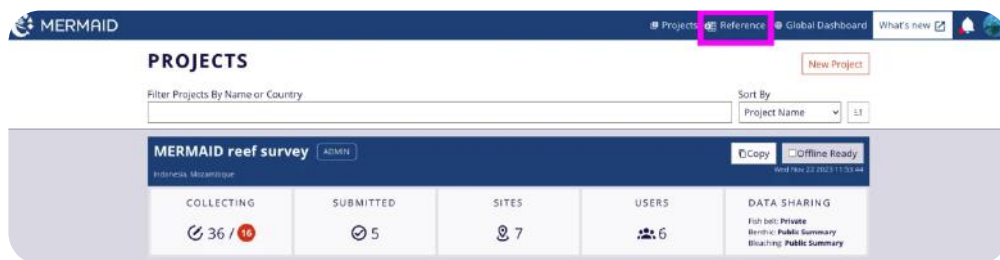 MERMAID
Projects Reference Global Dashboard What's new
PROJECTS
New Project
Filter Projects By Name or Country
Sort By
Project Name
MERMAID reef survey ADMIN
Copy Offline Ready
Indonesia, Mozambique
Wed Nov 22 2023 11:53:44
COLLECTING SUBMITTED SITES USERS DATA SHARING
36 / 16 5 7 6
Fish belt: Private
Benthic: Public Summary
Bleaching: Public Summary